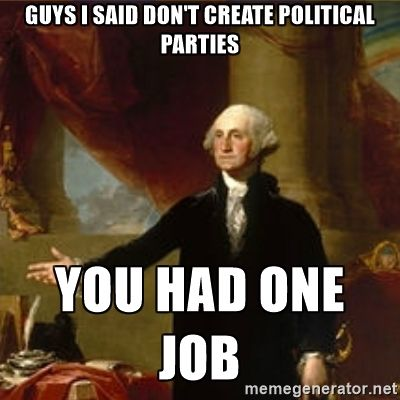 GUYS I SAID DON'T CREATE POLITICAL
PARTIES
YOU HAD ONE
JOB
memegenerator.net